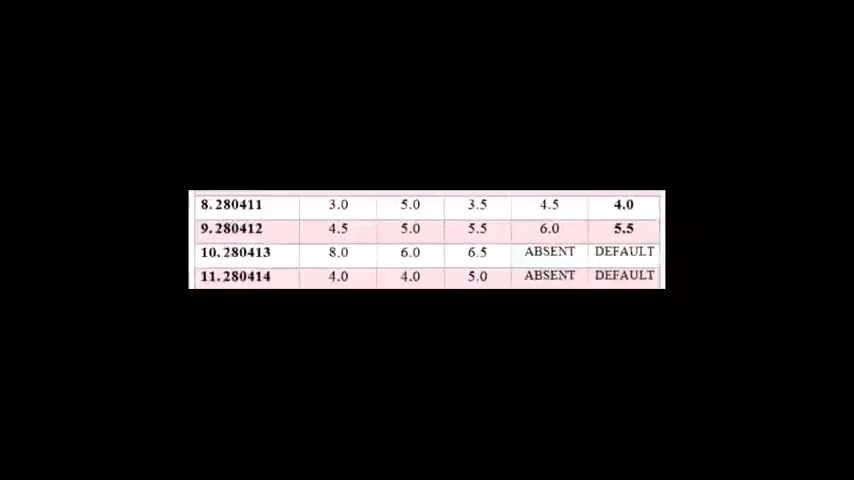 8. 280411 3.0 5.0 3.5 4.5 4.0
9. 280412 4.5 5.0 5.5 6.0 5.5
10. 280413 8.0 6.0 6.5 ABSENT DEFAULT
11. 280414 4.0 4.0 5.0 ABSENT DEFAULT